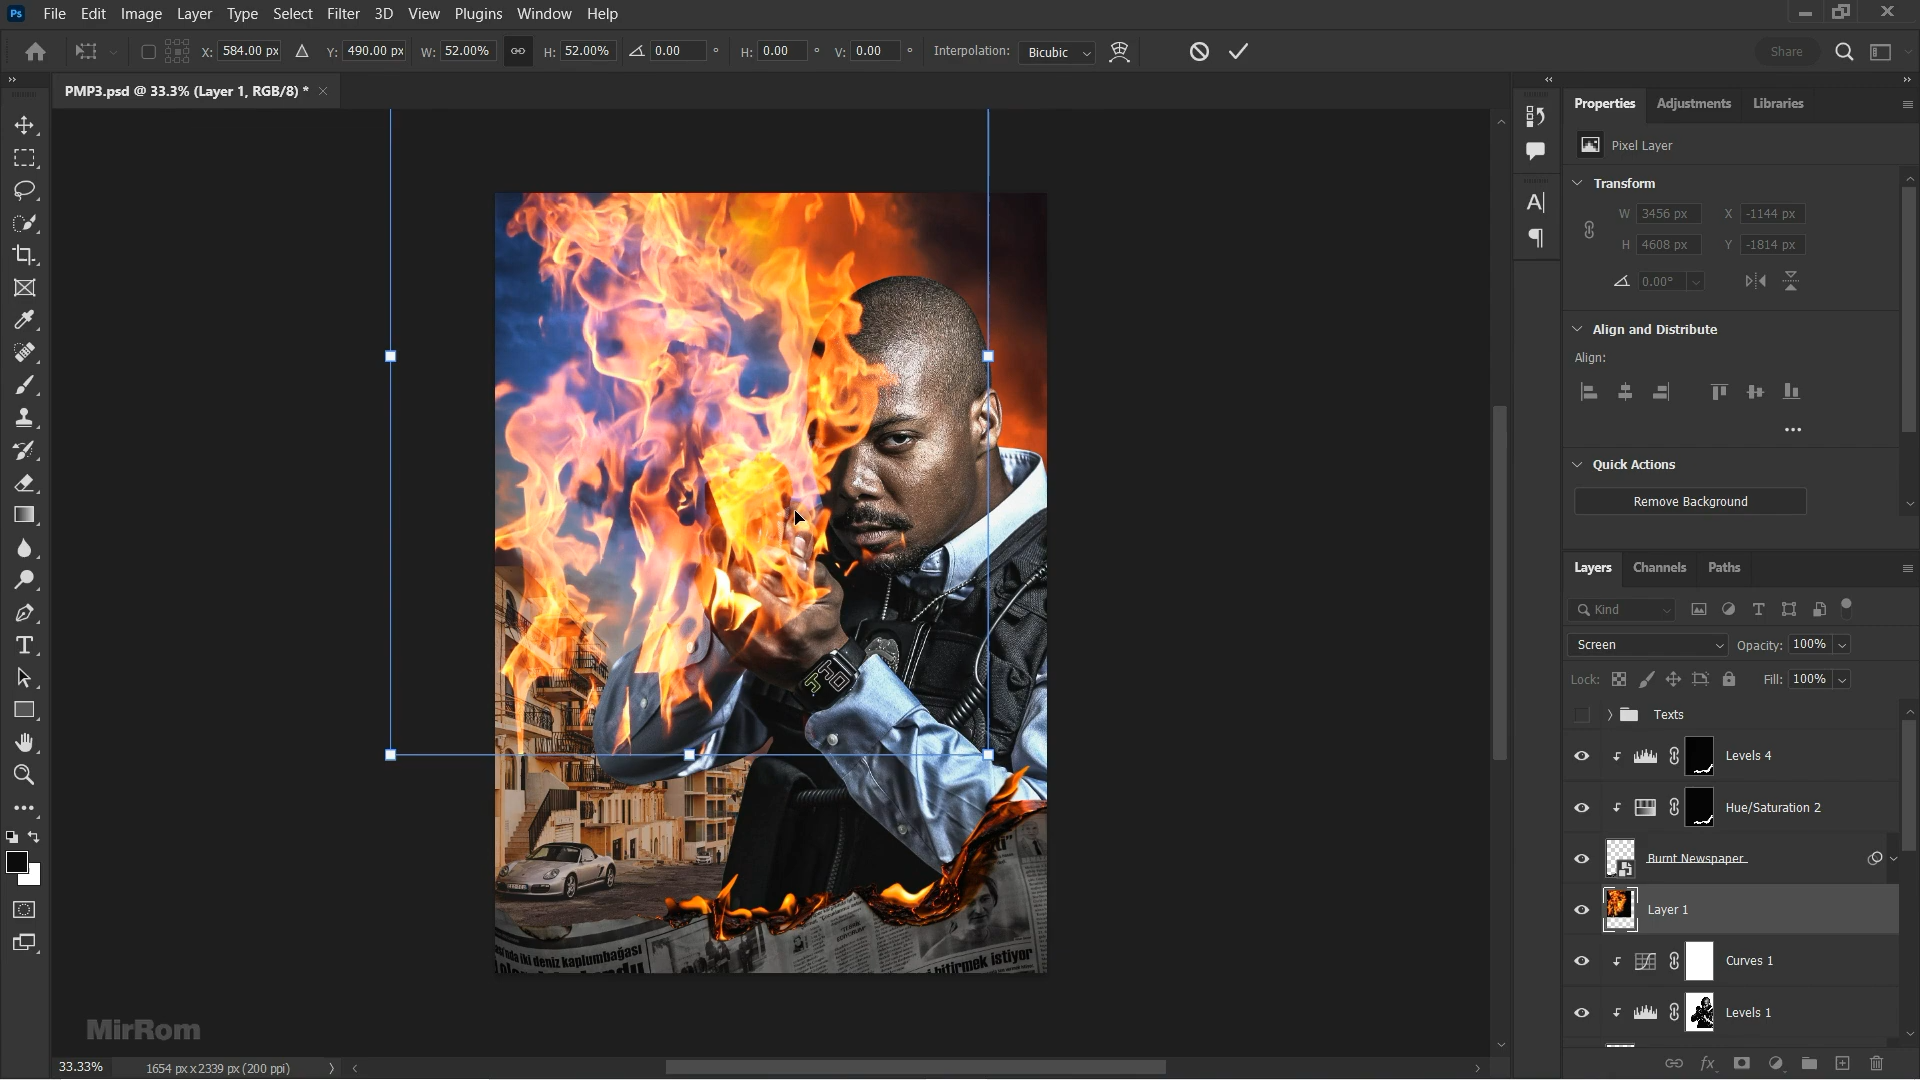 Ps File Edit Image Layer Type Select Filter 3D View Plugins Window Help
X: 584.00 px Y: 490.00 px W: 52.00% H: 52.00% 0.00 ° H: 0.00 ° V: 0.00 ° Interpolation: Bicubic Share
PMP3.psd @ 33.3% (Layer 1, RGB/8) *
Properties Adjustments Libraries
Pixel Layer
Transform
W 3456 px X -1144 px
H 4608 px Y -1814 px
0.00°
Align and Distribute
Align:
Quick Actions
Remove Background
Layers Channels Paths
Kind
Screen Opacity: 100%
Lock: Fill: 100%
Texts
Levels 4
Hue/Saturation 2
Burnt Newspaper
Layer 1
Curves 1
Levels 1
iki deniz kaplumbağası
bitirmek istiyor
MirRom
33.33% 1654 px x 2339 px (200 ppi)